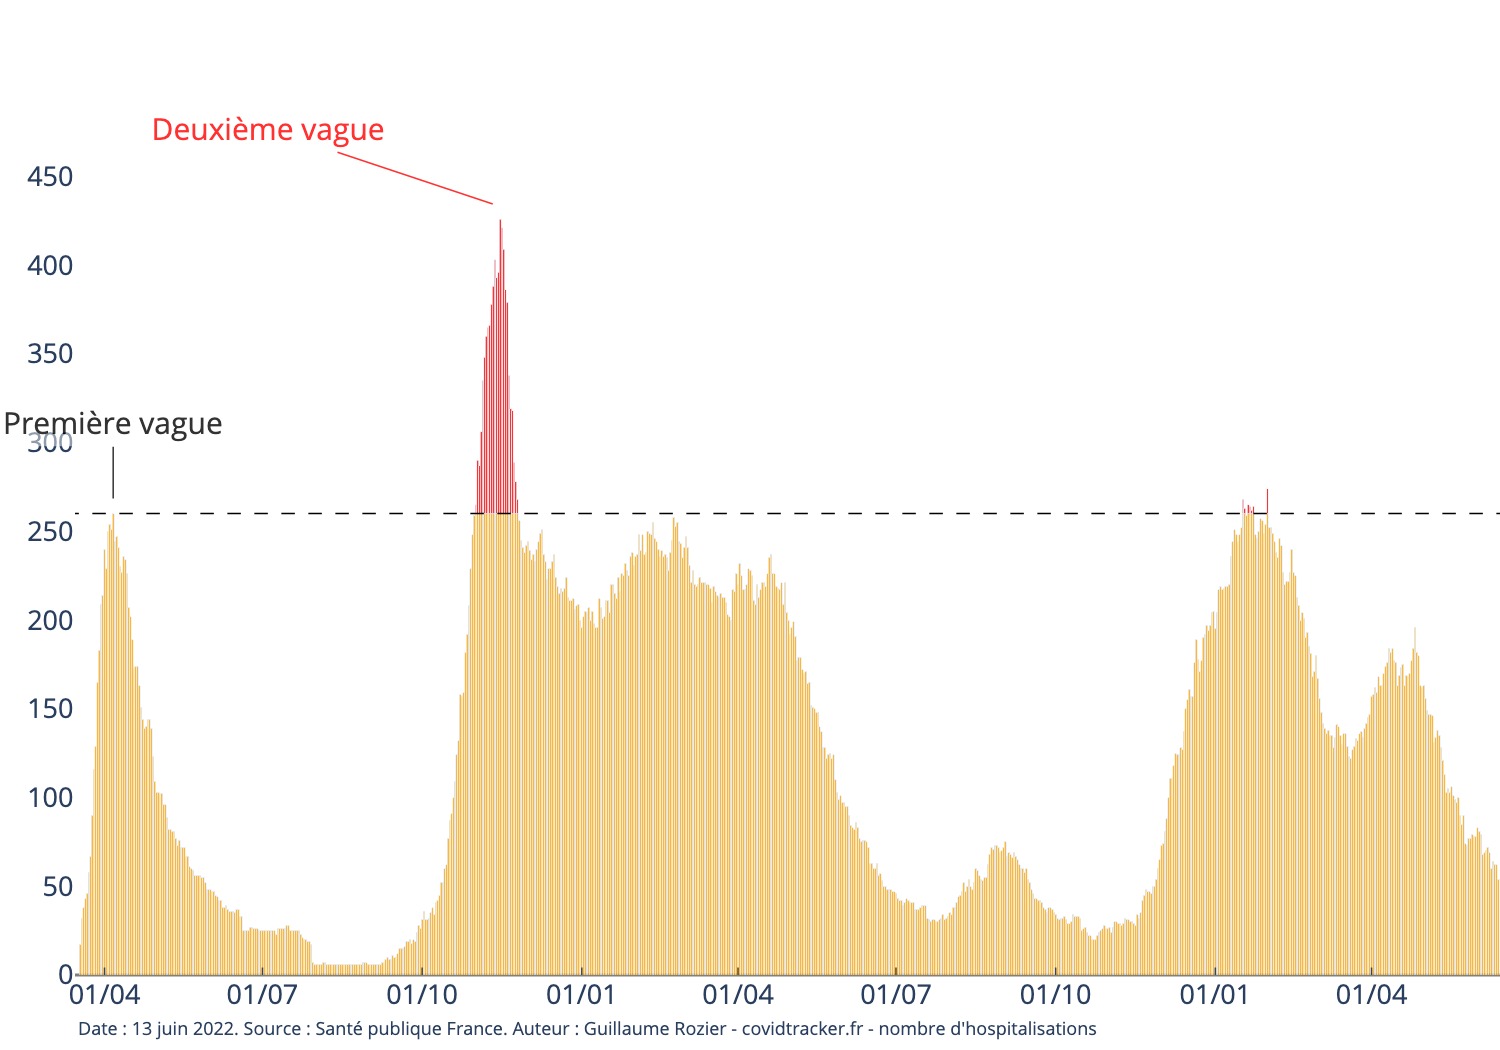 Deuxième vague
450
400
350
Première vague
300
250
200
150
100
50
0
01/04 01/07 01/10 01/01 01/04 01/07 01/10 01/01 01/04
Date : 13 juin 2022. Source : Santé publique France. Auteur : Guillaume Rozier - covidtracker.fr - nombre d'hospitalisations